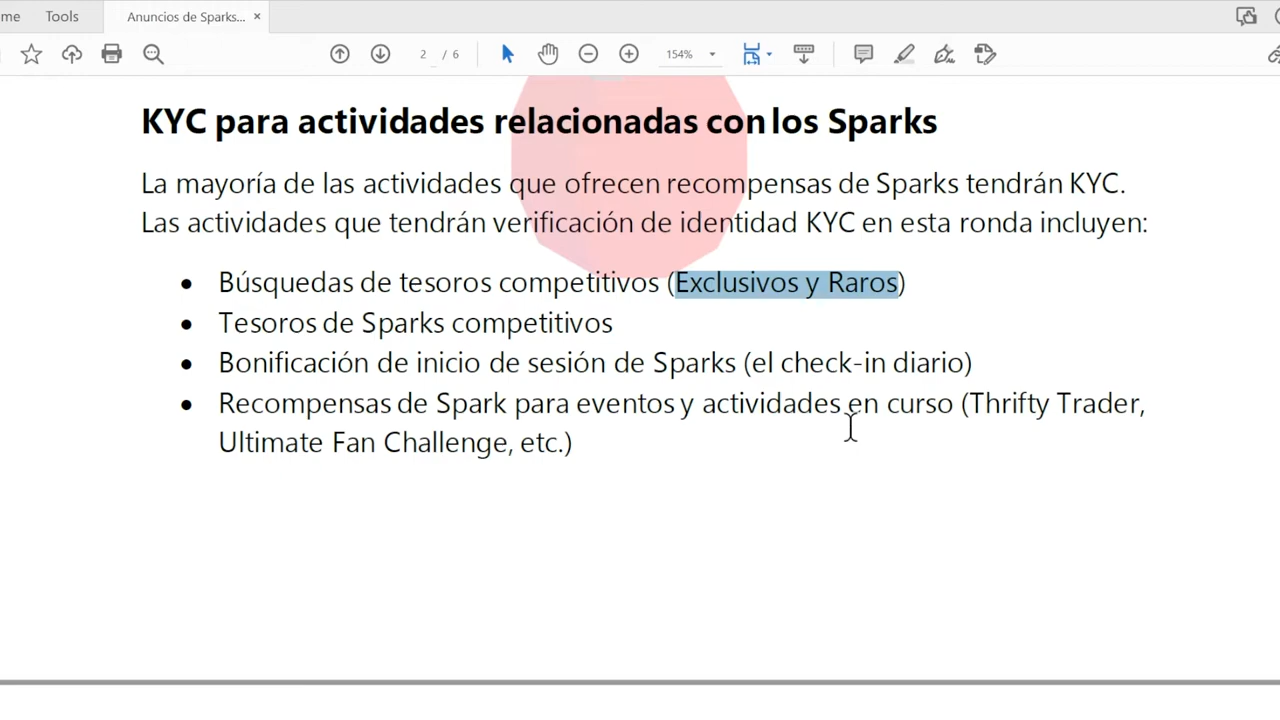 me Tools Anuncios de Sparks... ×
2 / 6 154%
KYC para actividades relacionadas con los Sparks
La mayoría de las actividades que ofrecen recompensas de Sparks tendrán KYC.
Las actividades que tendrán verificación de identidad KYC en esta ronda incluyen:
• Búsquedas de tesoros competitivos (Exclusivos y Raros)
• Tesoros de Sparks competitivos
• Bonificación de inicio de sesión de Sparks (el check-in diario)
• Recompensas de Spark para eventos y actividades en curso (Thrifty Trader,
Ultimate Fan Challenge, etc.)